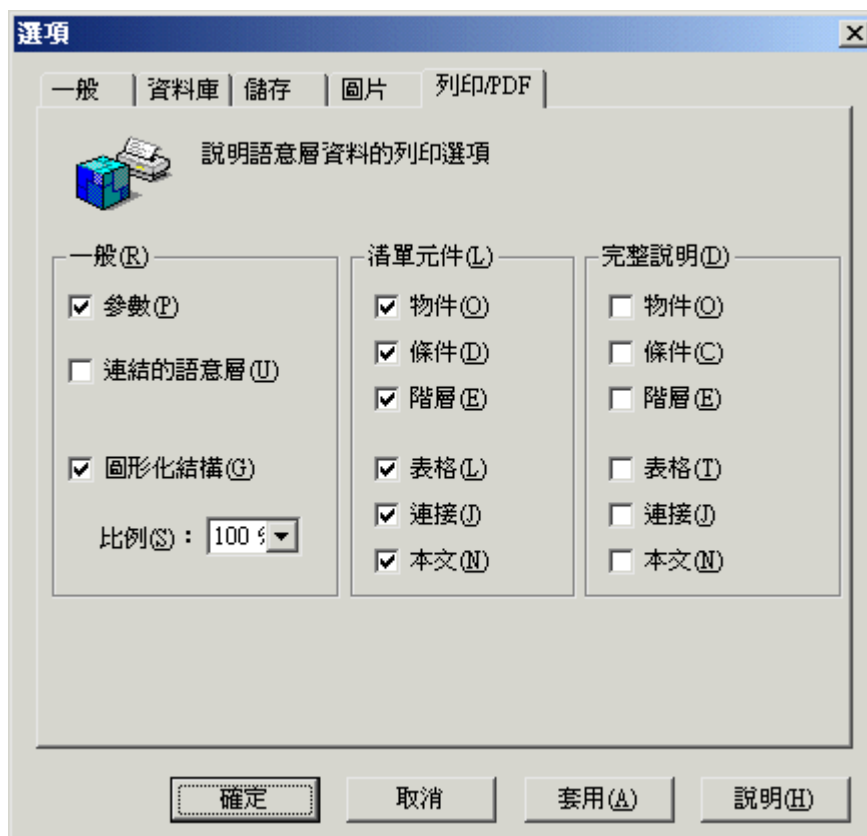 選項
一般 資料庫 儲存 圖片 列印/PDF
說明語意層資料的列印選項
一般(R)
參數(P)
連結的語意層(U)
圖形化結構(G)
比例(S)： 100 %
清單元件(L)
物件(O)
條件(D)
階層(E)
表格(L)
連接(J)
本文(N)
完整說明(D)
物件(O)
條件(C)
階層(E)
表格(T)
連接(J)
本文(N)
確定 取消 套用(A) 說明(H)